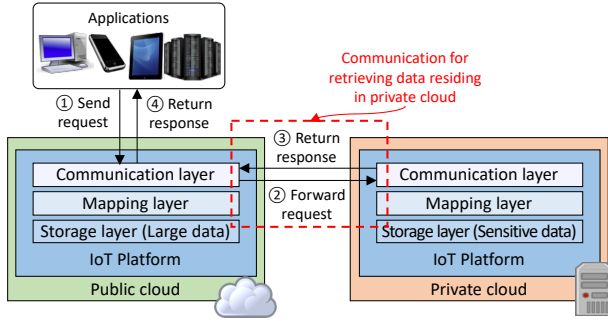 Applications
① Send
request
④ Return
response
Communication for
retrieving data residing
in private cloud
③ Return
response
② Forward
request
Communication layer
Mapping layer
Storage layer (Large data)
IoT Platform
Public cloud
Communication layer
Mapping layer
Storage layer (Sensitive data)
IoT Platform
Private cloud